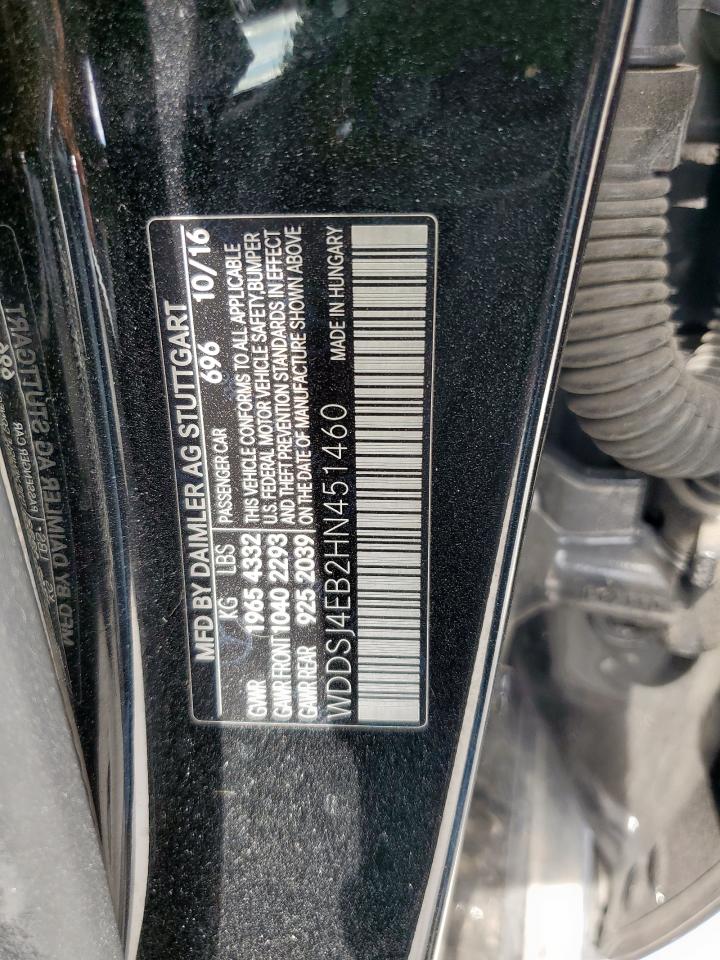 MFD BY DAIMLER AG STUTTGART
696 10/16
KG LBS PASSENGER CAR
GVWR 1965 4332 THIS VEHICLE CONFORMS TO ALL APPLICABLE
GAWR FRONT 1040 2293 U.S. FEDERAL MOTOR VEHICLE SAFETY, BUMPER
GAWR REAR 925 2039 AND THEFT PREVENTION STANDARDS IN EFFECT
ON THE DATE OF MANUFACTURE SHOWN ABOVE
WDDSJ4EB2HN451460 MADE IN HUNGARY